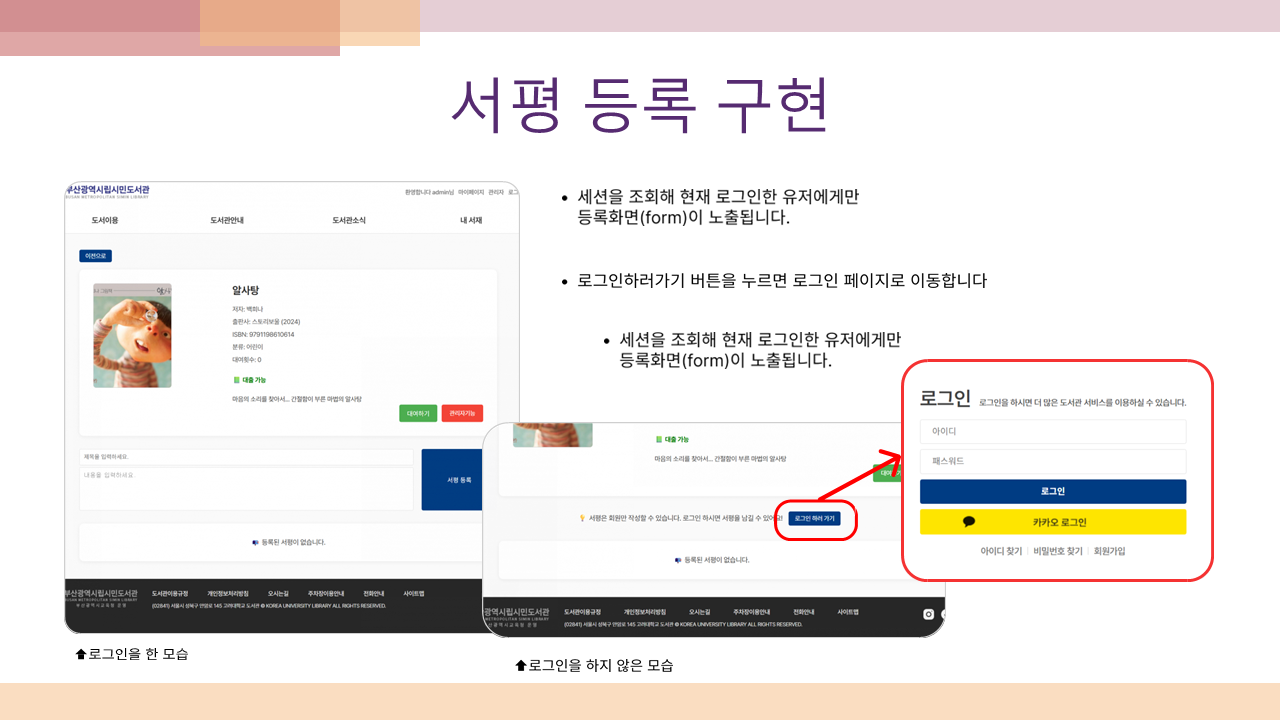 서평 등록 구현
부산광역시립시민도서관
BUSAN METROPOLITAN SIMIN LIBRARY
환영합니다 admin님 마이페이지 관리자 로그
도서이용 도서관안내 도서관소식 내 서재
이전으로
알사탕
저자: 백희나
출판사: 스토리보울 (2024)
ISBN: 9791198610614
분류: 어린이
대여횟수: 0
대출 가능
마음의 소리를 찾아서... 간절함이 부른 마법의 알사탕
대여하기 관리자기능
제목을 입력하세요.
내용을 입력하세요.
서평 등록
등록된 서평이 없습니다.
부산광역시립시민도서관
BUSAN METROPOLITAN SIMIN LIBRARY
부산광역시교육청 운영
도서관이용규정 개인정보처리방침 오시는길 주차장이용안내 전화안내 사이트맵
(02841) 서울시 성북구 안암로 145 고려대학교 도서관 © KOREA UNIVERSITY LIBRARY ALL RIGHTS RESERVED.
⬆로그인을 한 모습
• 세션을 조회해 현재 로그인한 유저에게만
등록화면(form)이 노출됩니다.
• 로그인하러가기 버튼을 누르면 로그인 페이지로 이동합니다
• 세션을 조회해 현재 로그인한 유저에게만
등록화면(form)이 노출됩니다.
대출 가능
마음의 소리를 찾아서... 간절함이 부른 마법의 알사탕
서평은 회원만 작성할 수 있습니다. 로그인 하시면 서평을 남길 수 있어요!
로그인 하러 가기
등록된 서평이 없습니다.
광역시립시민도서관
METROPOLITAN SIMIN LIBRARY
산광역시교육청 운영
도서관이용규정 개인정보처리방침 오시는길 주차장이용안내 전화안내 사이트맵
(02841) 서울시 성북구 안암로 145 고려대학교 도서관 © KOREA UNIVERSITY LIBRARY ALL RIGHTS RESERVED.
⬆로그인을 하지 않은 모습
로그인 로그인을 하시면 더 많은 도서관 서비스를 이용하실 수 있습니다.
아이디
패스워드
로그인
카카오 로그인
아이디 찾기 | 비밀번호 찾기 | 회원가입